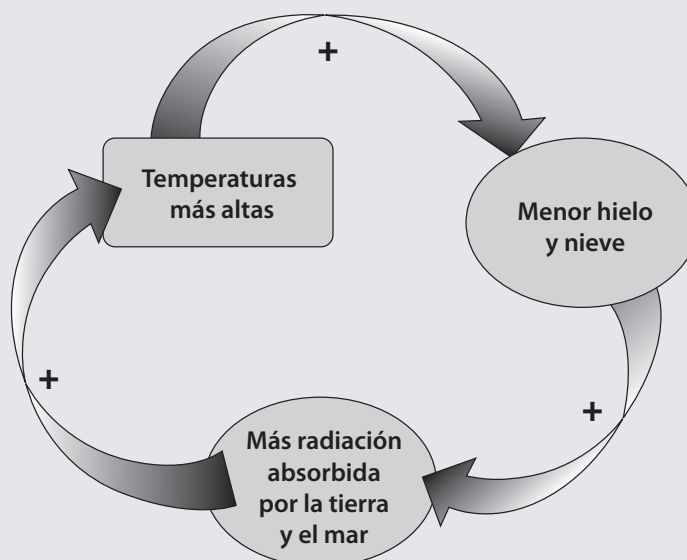 +
Temperaturas
más altas
Menor hielo
y nieve
+
+
Más radiación
absorbida
por la tierra
y el mar